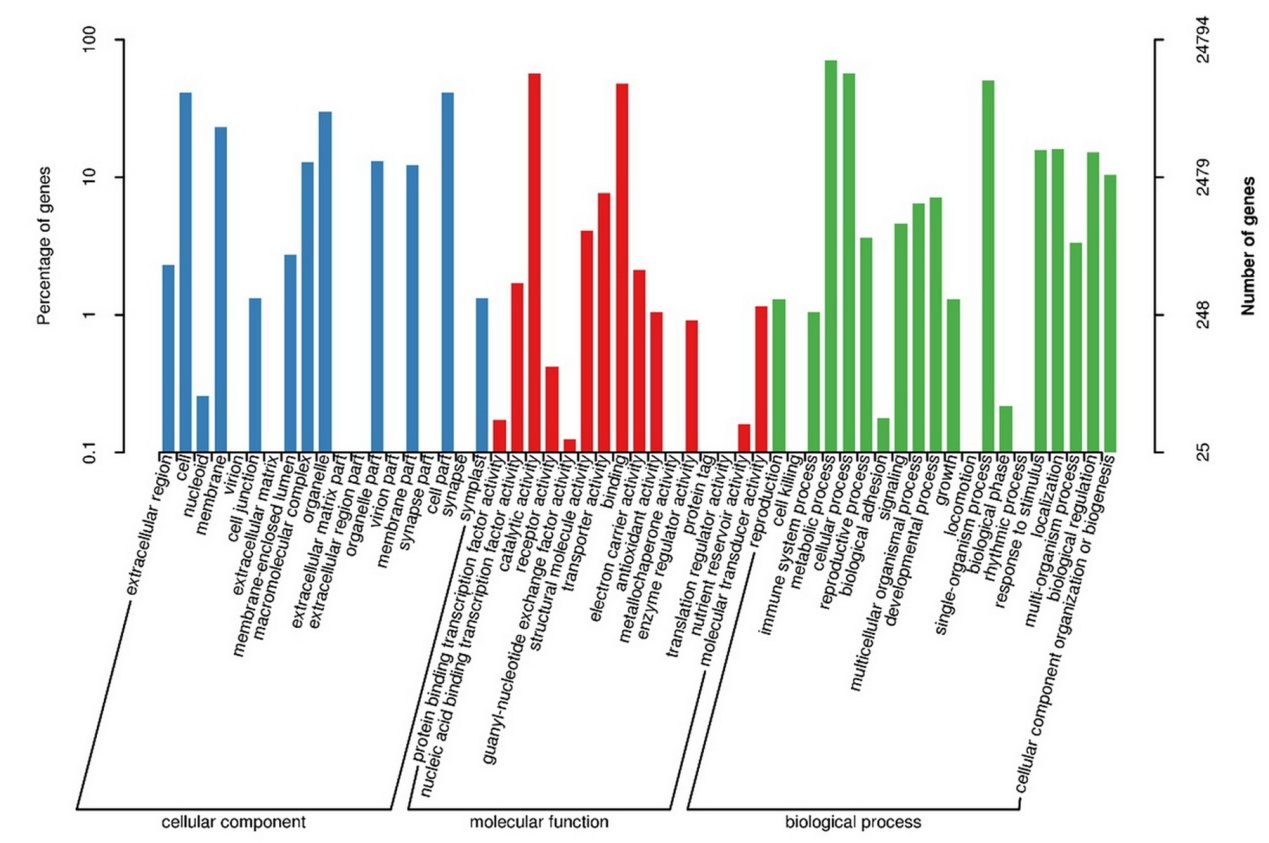 Percentage of genes
100
10
1
0.1
24794
2479
248
25
Number of genes
extracellular region
cell
nucleoid
membrane
virion
cell junction
extracellular matrix
membrane-enclosed lumen
macromolecular complex
organelle
extracellular matrix part
extracellular region part
organelle part
virion part
membrane part
synapse part
cell part
synapse
symplast
protein binding transcription factor activity
nucleic acid binding transcription factor activity
catalytic activity
receptor activity
guanyl-nucleotide exchange factor activity
structural molecule activity
transporter activity
binding
electron carrier activity
antioxidant activity
metallochaperone activity
enzyme regulator activity
protein tag
translation regulator activity
nutrient reservoir activity
molecular transducer activity
reproduction
cell killing
immune system process
metabolic process
cellular process
reproductive process
biological adhesion
signaling
multicellular organismal process
developmental process
growth
locomotion
single-organism process
biological phase
rhythmic process
response to stimulus
localization
multi-organism process
biological regulation
cellular component organization or biogenesis
cellular component
molecular function
biological process